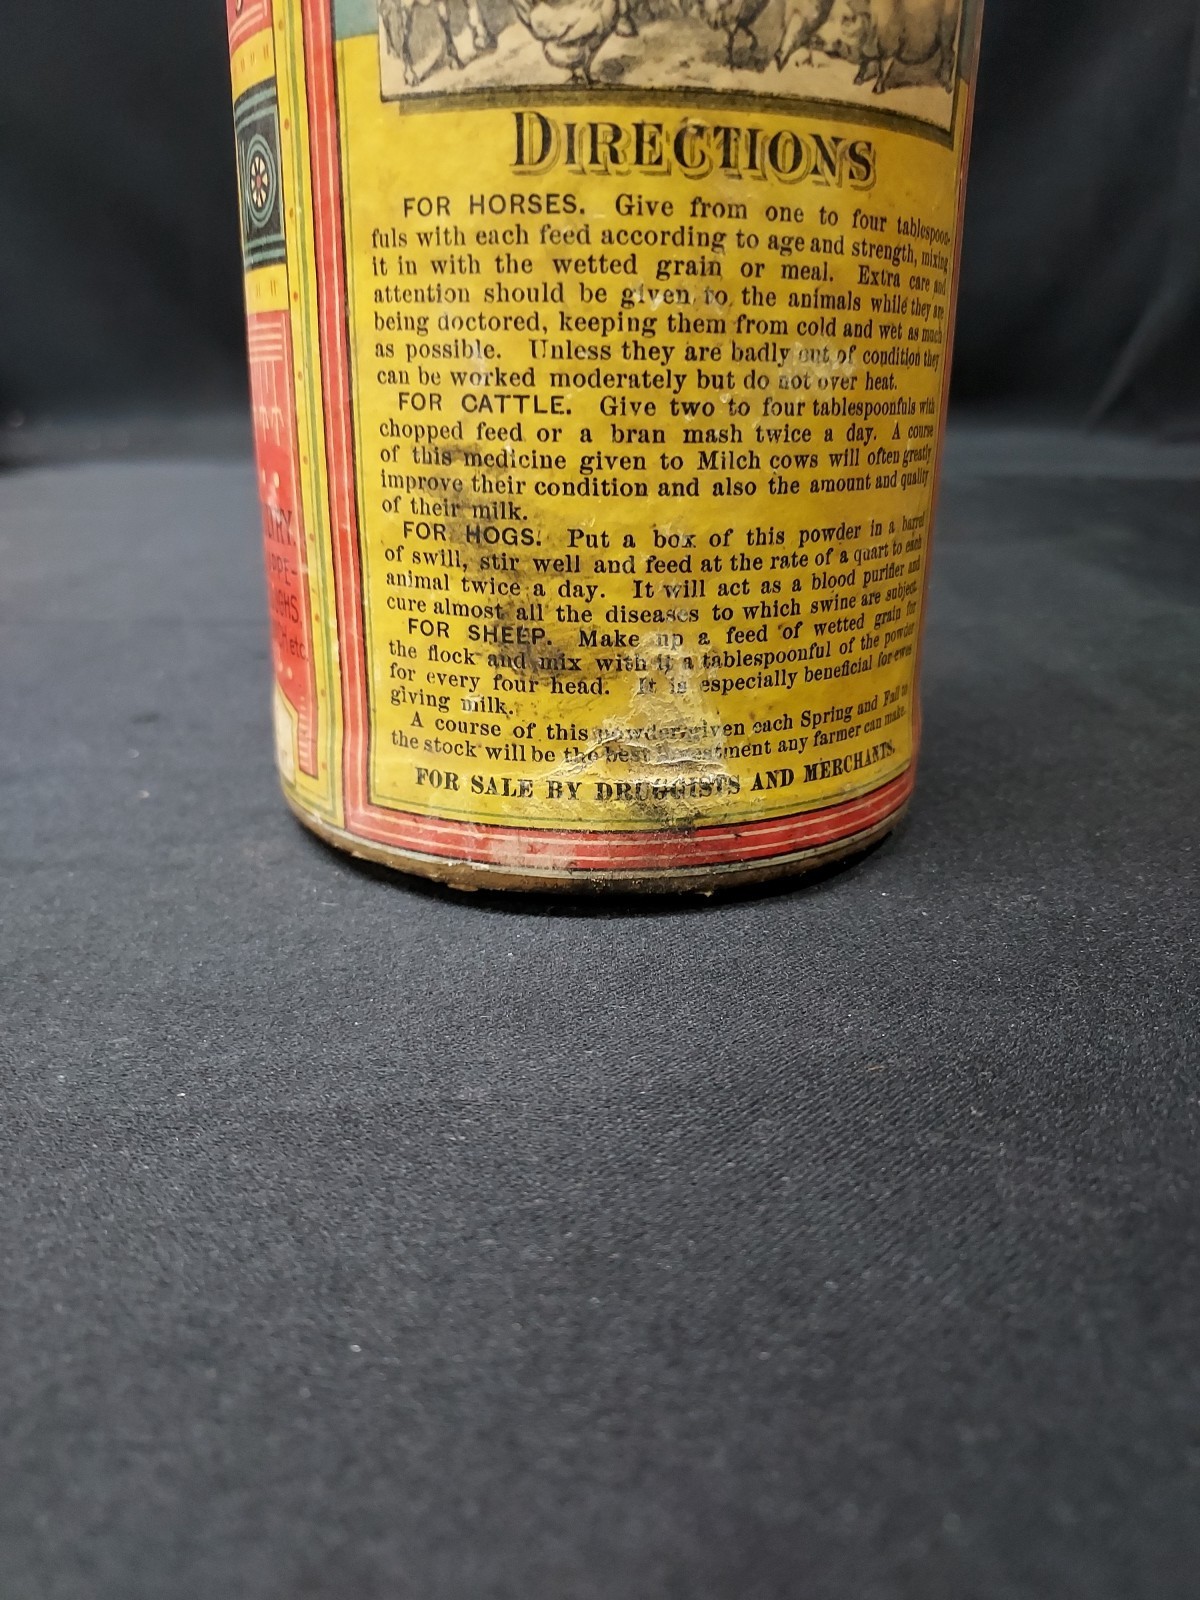 DIRECTIONS
FOR HORSES. Give from one to four tablespoon-
fuls with each feed according to age and strength, mixing
it in with the wetted grain or meal. Extra care and
attention should be given to the animals while they are
being doctored, keeping them from cold and wet as much
as possible. Unless they are badly out of condition they
can be worked moderately but do not over heat.
FOR CATTLE. Give two to four tablespoonfuls with
chopped feed or a bran mash twice a day. A course
of this medicine given to Milch cows will often greatly
improve their condition and also the amount and quality
of their milk.
FOR HOGS. Put a box of this powder in a barrel
of swill, stir well and feed at the rate of a quart to each
animal twice a day. It will act as a blood purifier and
cure almost all the diseases to which swine are subject.
FOR SHEEP. Make up a feed of wetted grain for
the flock and mix with it a tablespoonful of the powder
for every four head. It is especially beneficial for ewes
giving milk.
A course of this powder given each Spring and Fall to
the stock will be the best investment any farmer can make.
FOR SALE BY DRUGGISTS AND MERCHANTS.